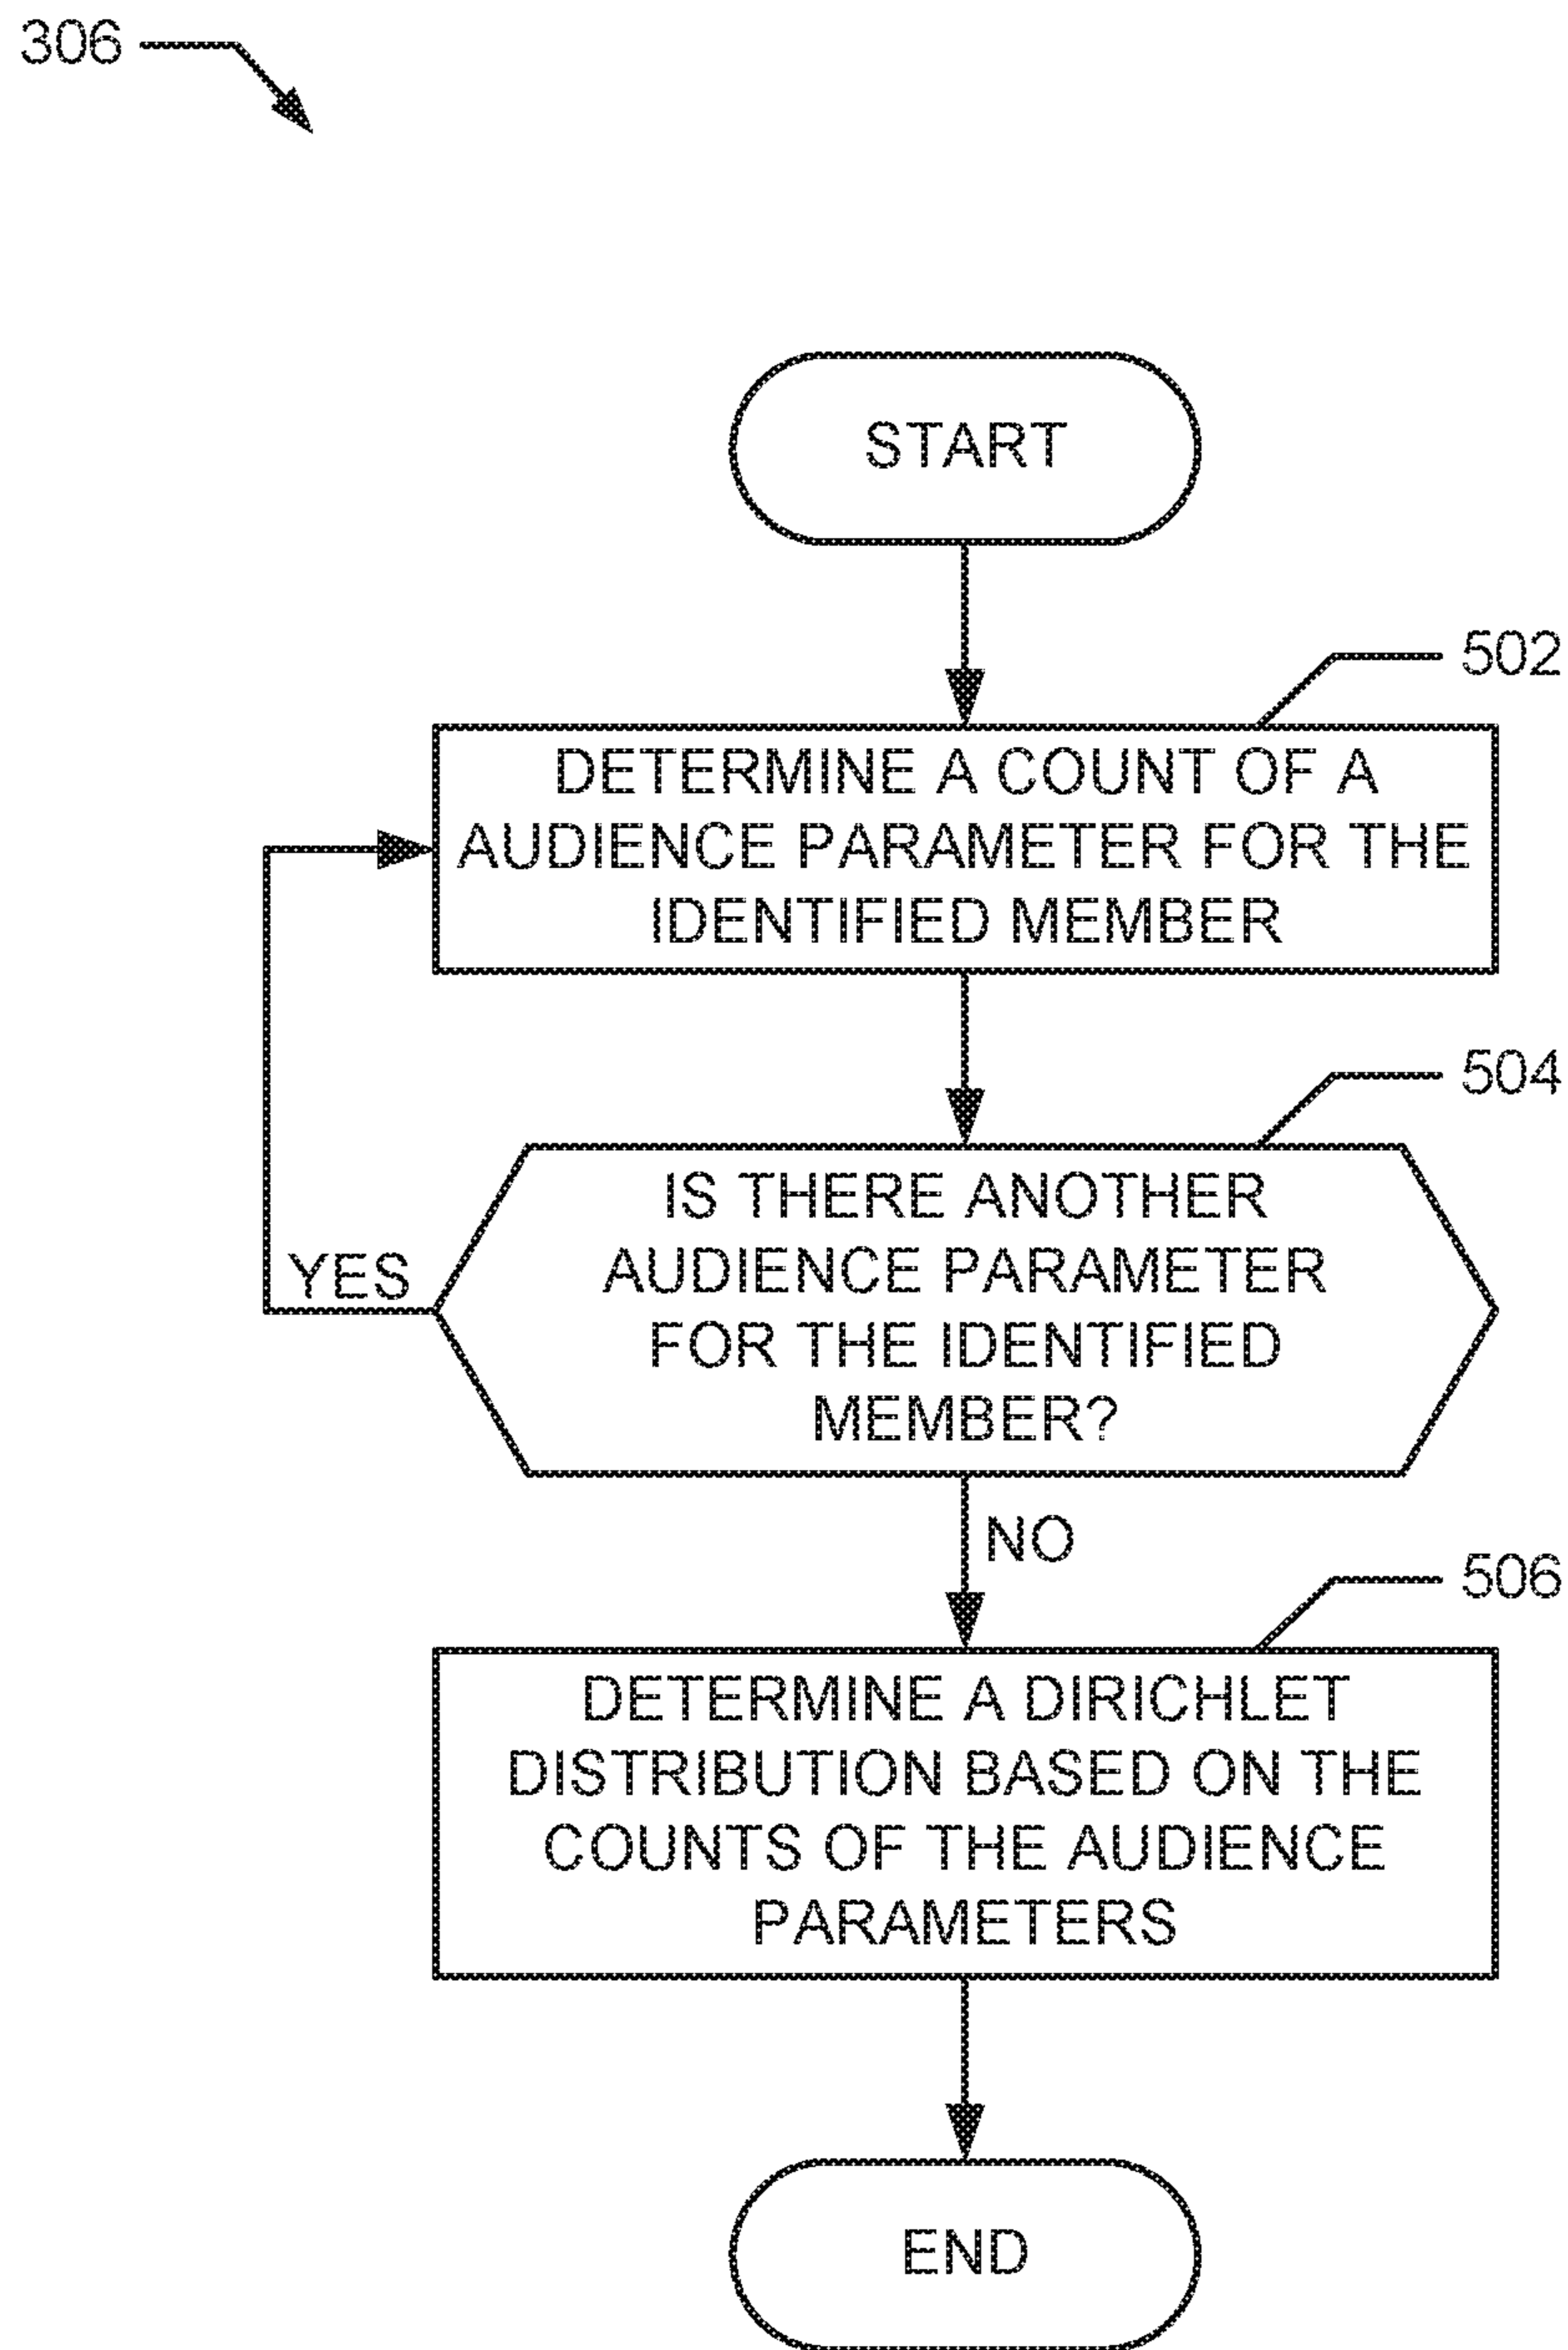 306
START
502
DETERMINE A COUNT OF A
AUDIENCE PARAMETER FOR THE
IDENTIFIED MEMBER
504
IS THERE ANOTHER
AUDIENCE PARAMETER
FOR THE IDENTIFIED
MEMBER?
YES
NO
506
DETERMINE A DIRICHLET
DISTRIBUTION BASED ON THE
COUNTS OF THE AUDIENCE
PARAMETERS
END